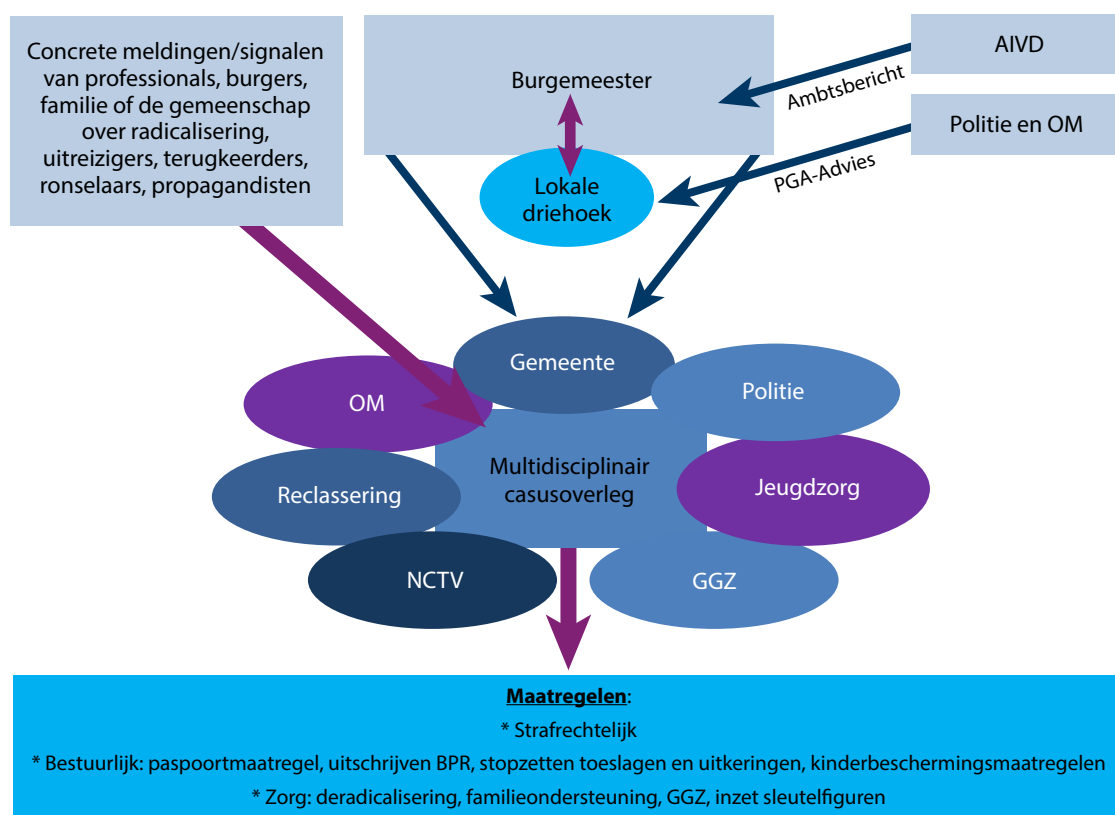 Concrete meldingen/signalen
van professionals, burgers,
familie of de gemeenschap
over radicalisering,
uitreizigers, terugkeerders,
ronselaars, propagandisten
Burgemeester
Lokale
driehoek
AIVD
Ambtsbericht
Politie en OM
PGA-Advies
Gemeente
OM
Politie
Reclassering
Multidisciplinair
casusoverleg
Jeugdzorg
NCTV
GGZ
Maatregelen:
* Strafrechtelijk
* Bestuurlijk: paspoortmaatregel, uitschrijven BPR, stopzetten toeslagen en uitkeringen, kinderbeschermingsmaatregelen
* Zorg: deradicalisering, familieondersteuning, GGZ, inzet sleutelfiguren